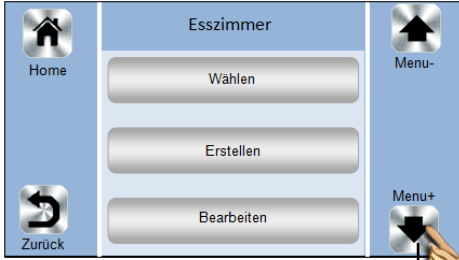 Esszimmer
Home
Menu-
Wählen
Erstellen
Menu+
Bearbeiten
Zurück